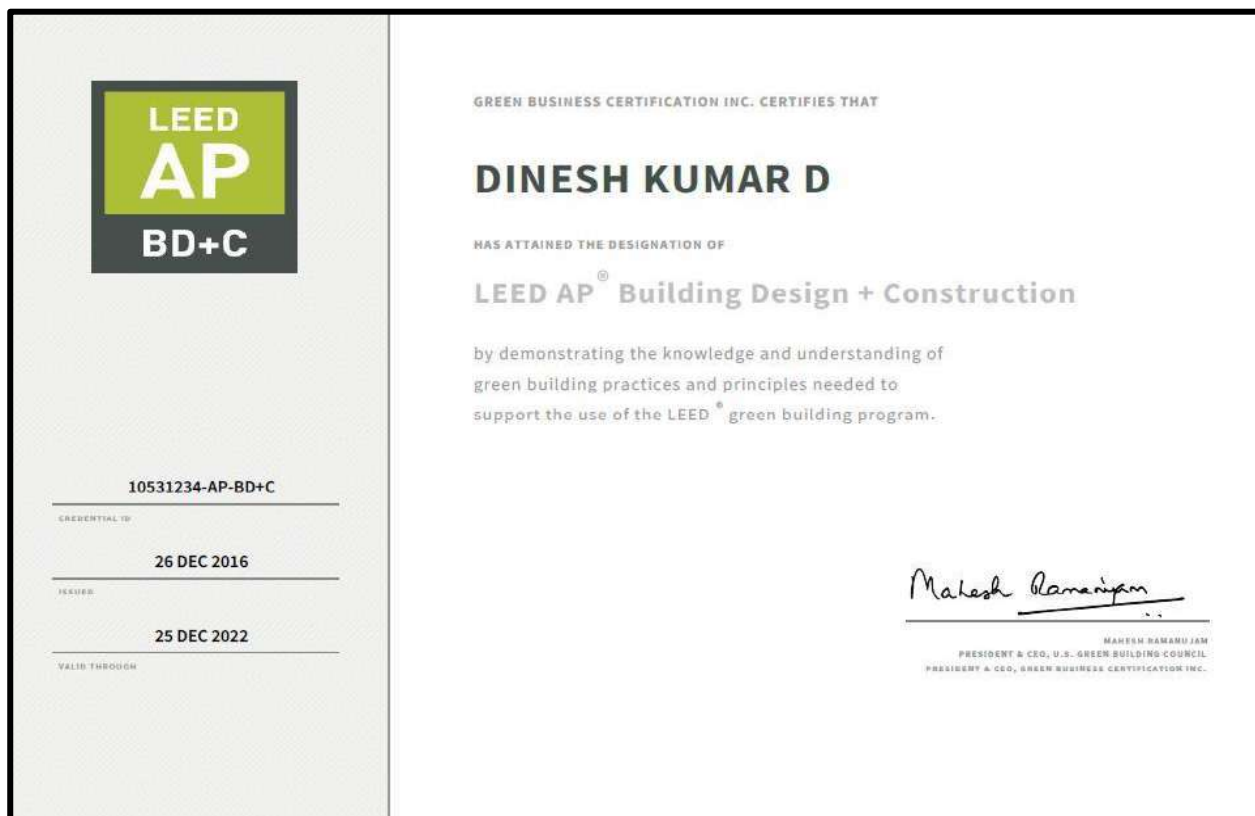 LEED
AP
BD+C
10531234-AP-BD+C
CREDENTIAL ID
26 DEC 2016
ISSUED
25 DEC 2022
VALID THROUGH
GREEN BUSINESS CERTIFICATION INC. CERTIFIES THAT
DINESH KUMAR D
HAS ATTAINED THE DESIGNATION OF
LEED AP® Building Design + Construction
by demonstrating the knowledge and understanding of
green building practices and principles needed to
support the use of the LEED ® green building program.
Mahesh Ramanujam
MAHESH RAMANUJAM
PRESIDENT & CEO, U.S. GREEN BUILDING COUNCIL
PRESIDENT & CEO, GREEN BUSINESS CERTIFICATION INC.